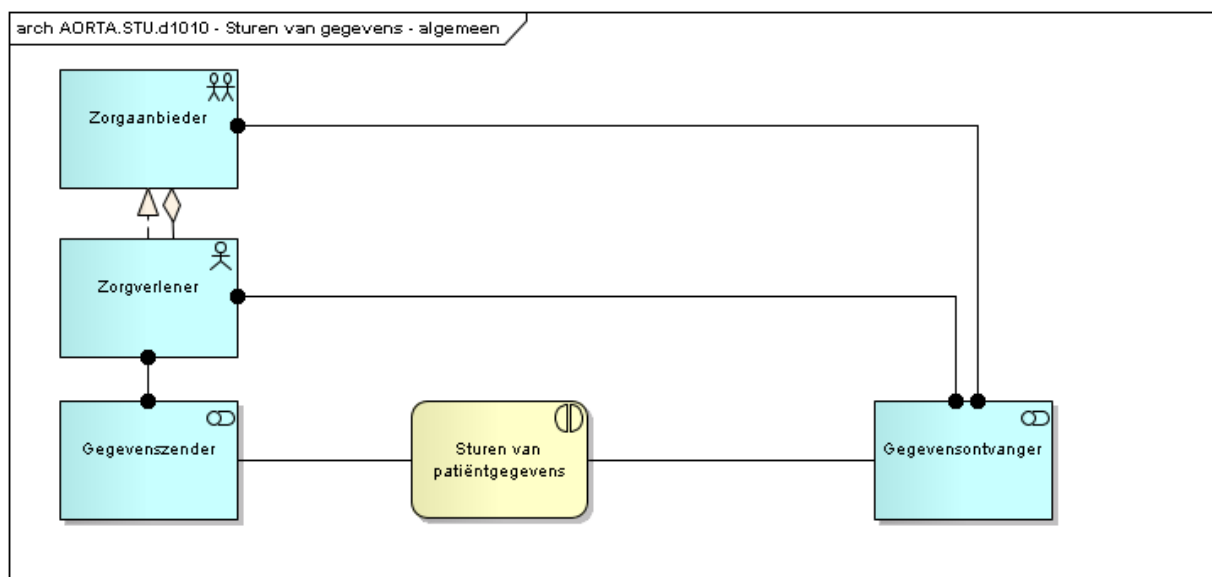 arch AORTA.STU.d1010 - Sturen van gegevens - algemeen
Zorgaanbieder
Zorgverlener
Gegevenszender
Sturen van
patiëntgegevens
Gegevensontvanger